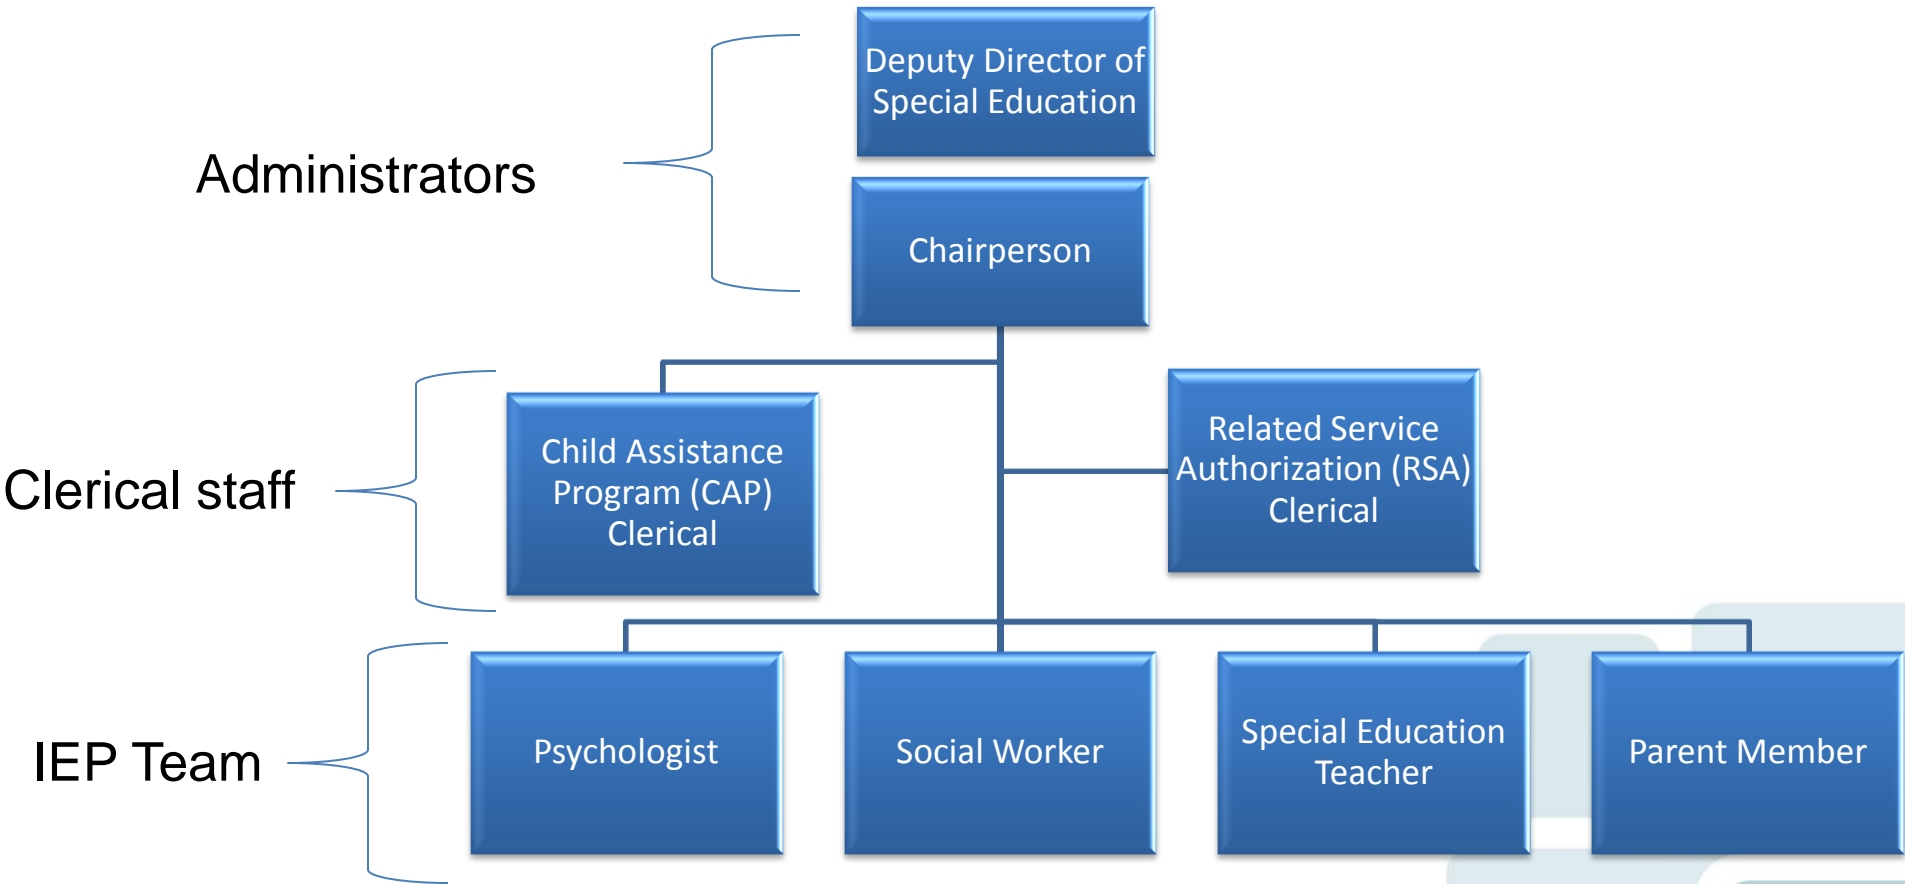 Deputy Director of
Special Education
Administrators
Chairperson
Child Assistance
Program (CAP)
Clerical
Related Service
Authorization (RSA)
Clerical
Clerical staff
Psychologist
Social Worker
Special Education
Teacher
Parent Member
IEP Team